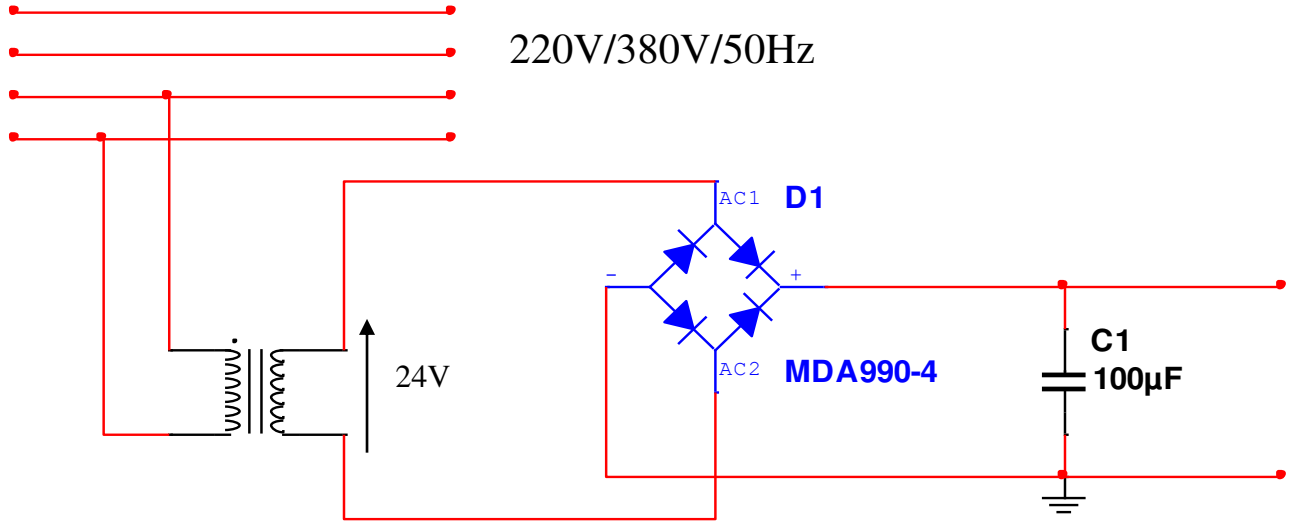 220V/380V/50Hz
AC1
D1
-
+
24V
AC2
MDA990-4
C1
100µF